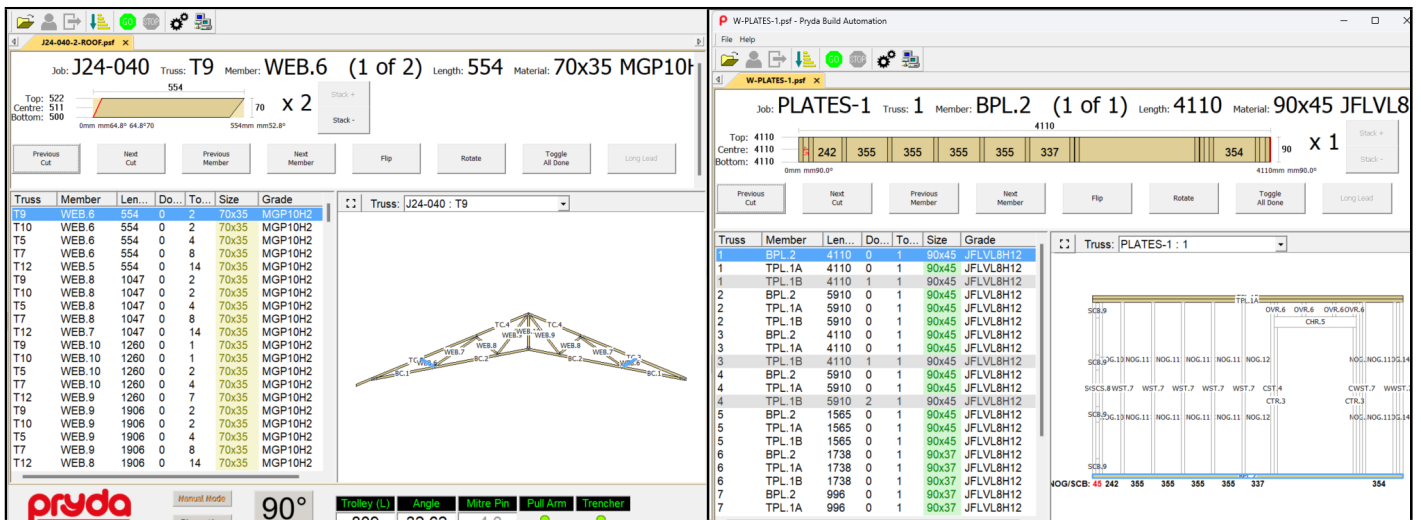 J24-040-2-ROOF.psf ×
Job: J24-040 Truss: T9 Member: WEB.6 (1 of 2) Length: 554 Material: 70x35 MGP10H
554
Top: 522
Centre: 511
Bottom: 500
70 x 2
Stack +
Stack -
0mm mm64.8° 64.8°70 554mm mm52.8°
Previous Cut
Next Cut
Previous Member
Next Member
Flip
Rotate
Toggle All Done
Long Lead
Truss Member Len... Do... To... Size Grade
T9 WEB.6 554 0 2 70x35 MGP10H2
T10 WEB.6 554 0 2 70x35 MGP10H2
T5 WEB.6 554 0 4 70x35 MGP10H2
T7 WEB.6 554 0 8 70x35 MGP10H2
T12 WEB.5 554 0 14 70x35 MGP10H2
T9 WEB.8 1047 0 2 70x35 MGP10H2
T10 WEB.8 1047 0 2 70x35 MGP10H2
T5 WEB.8 1047 0 4 70x35 MGP10H2
T7 WEB.8 1047 0 8 70x35 MGP10H2
T12 WEB.7 1047 0 14 70x35 MGP10H2
T9 WEB.10 1260 0 1 70x35 MGP10H2
T10 WEB.10 1260 0 1 70x35 MGP10H2
T5 WEB.10 1260 0 2 70x35 MGP10H2
T7 WEB.10 1260 0 4 70x35 MGP10H2
T12 WEB.9 1260 0 7 70x35 MGP10H2
T9 WEB.9 1906 0 2 70x35 MGP10H2
T10 WEB.9 1906 0 2 70x35 MGP10H2
T5 WEB.9 1906 0 4 70x35 MGP10H2
T7 WEB.9 1906 0 8 70x35 MGP10H2
T12 WEB.8 1906 0 14 70x35 MGP10H2
Truss: J24-040 : T9
TC.4 TC.4
WEB.9
WEB.8 WEB.8
WEB.7 BC.2 BC.2 WEB.7
BC.1 BC.1
pryda
Manual Mode
90°
Trolley (L) Angle Mitre Pin Pull Arm Trencher
W-PLATES-1.psf - Pryda Build Automation
File Help
GO STOP
W-PLATES-1.psf ×
Job: PLATES-1 Truss: 1 Member: BPL.2 (1 of 1) Length: 4110 Material: 90x45 JFLVL8
4110
Top: 4110
Centre: 4110
Bottom: 4110
242 355 355 355 355 337 354 90 x 1
Stack +
Stack -
0mm mm90.0° 4110mm mm90.0°
Previous Cut
Next Cut
Previous Member
Next Member
Flip
Rotate
Toggle All Done
Long Lead
Truss Member Len... Do... To... Size Grade
1 BPL.2 4110 0 1 90x45 JFLVL8H12
1 TPL.1A 4110 0 1 90x45 JFLVL8H12
1 TPL.1B 4110 1 1 90x45 JFLVL8H12
2 BPL.2 5910 0 1 90x45 JFLVL8H12
2 TPL.1A 5910 0 1 90x45 JFLVL8H12
2 TPL.1B 5910 0 1 90x45 JFLVL8H12
3 BPL.2 4110 0 1 90x45 JFLVL8H12
3 TPL.1A 4110 0 1 90x45 JFLVL8H12
3 TPL.1B 4110 1 1 90x45 JFLVL8H12
4 BPL.2 5910 0 1 90x45 JFLVL8H12
4 TPL.1A 5910 0 1 90x45 JFLVL8H12
4 TPL.1B 5910 2 1 90x45 JFLVL8H12
5 BPL.2 1565 0 1 90x45 JFLVL8H12
5 TPL.1A 1565 0 1 90x45 JFLVL8H12
5 TPL.1B 1565 0 1 90x45 JFLVL8H12
6 BPL.2 1738 0 1 90x37 JFLVL8H12
6 TPL.1A 1738 0 1 90x37 JFLVL8H12
6 TPL.1B 1738 0 1 90x37 JFLVL8H12
7 BPL.2 996 0 1 90x37 JFLVL8H12
7 TPL.1A 996 0 1 90x37 JFLVL8H12
Truss: PLATES-1 : 1
TPL.1A
SCB.9 OVR.6 OVR.6 OVR.6 OVR.6
CHR.5
SCB.9 NOG.11 NOG.11 NOG.11 NOG.12
WST.7 WST.7 WST.7 WST.7 CST.4
CTR.3 CTR.3
SCB.9 NOG.11 NOG.11 NOG.11 NOG.12
SCB.9
NOG/SCB: 45 242 355 355 355 355 337 354